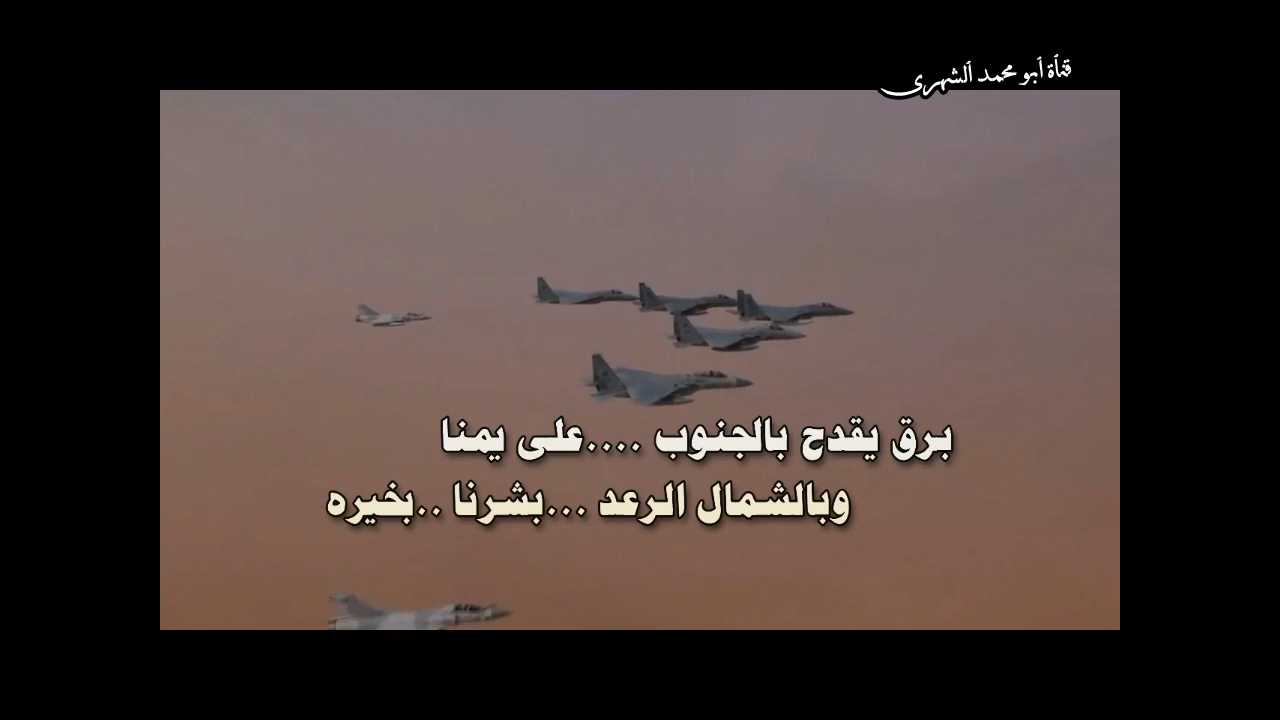 قناة أبو محمد الشهري
برق يقدح بالجنوب ....على يمنا
وبالشمال الرعد ...بشرنا ..بخيره